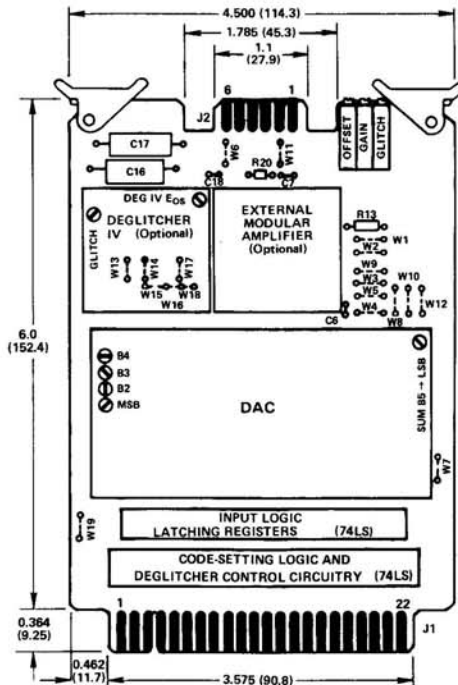 4.500 (114.3)
1.785 (45.3)
1.1
(27.9)
6 1
J2
OFFSET
GAIN
GLITCH
C17
C16
W6
W11
R20
C18
C7
DEG IV EOS
DEGLITCHER
IV (Optional)
GLITCH
W13
W14
W17
W15
W18
W16
EXTERNAL
MODULAR
AMPLIFIER
(Optional)
R13
W1
W2
W9
W3
W5
W4
W10
W12
W8
C6
6.0
(152.4)
B4
B3
B2
MSB
DAC
SUM B5 → LSB
W7
W19
INPUT LOGIC
LATCHING REGISTERS (74LS)
CODE-SETTING LOGIC AND
DEGLITCHER CONTROL CIRCUITRY (74LS)
1 22
J1
0.364
(9.25)
0.462
(11.7)
3.575 (90.8)